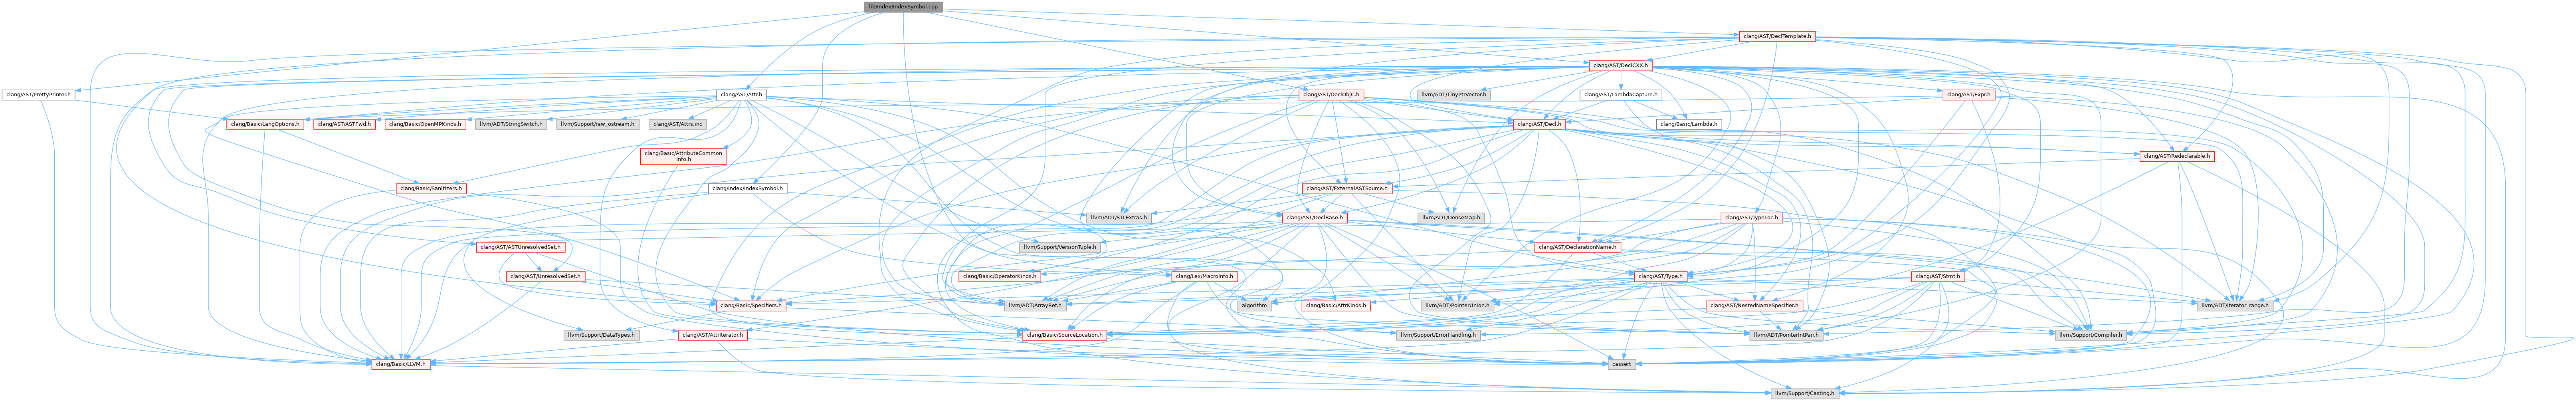 lib/Index/IndexSymbol.cpp
clang/AST/DeclTemplate.h
clang/AST/DeclCXX.h
clang/AST/PrettyPrinter.h
clang/AST/Attr.h
clang/AST/DeclObjC.h
llvm/ADT/TinyPtrVector.h
clang/AST/LambdaCapture.h
clang/AST/Expr.h
clang/Basic/LangOptions.h
clang/AST/ASTFwd.h
clang/Basic/OpenMPKinds.h
llvm/ADT/StringSwitch.h
llvm/Support/raw_ostream.h
clang/AST/Attrs.inc
clang/AST/Decl.h
clang/Basic/Lambda.h
clang/Basic/AttributeCommon
Info.h
clang/AST/Redeclarable.h
clang/Basic/Sanitizers.h
clang/Index/IndexSymbol.h
clang/AST/ExternalASTSource.h
llvm/ADT/STLExtras.h
clang/AST/DeclBase.h
llvm/ADT/DenseMap.h
clang/AST/TypeLoc.h
clang/AST/ASTUnresolvedSet.h
llvm/Support/VersionTuple.h
clang/AST/DeclarationName.h
clang/AST/UnresolvedSet.h
clang/Basic/OperatorKinds.h
clang/Lex/MacroInfo.h
clang/AST/Type.h
clang/AST/Stmt.h
clang/Basic/Specifiers.h
llvm/ADT/ArrayRef.h
algorithm
clang/Basic/AttrKinds.h
llvm/ADT/PointerUnion.h
clang/AST/NestedNameSpecifier.h
llvm/ADT/iterator_range.h
llvm/Support/DataTypes.h
clang/AST/AttrIterator.h
clang/Basic/SourceLocation.h
llvm/Support/ErrorHandling.h
llvm/ADT/PointerIntPair.h
llvm/Support/Compiler.h
clang/Basic/LLVM.h
cassert
llvm/Support/Casting.h